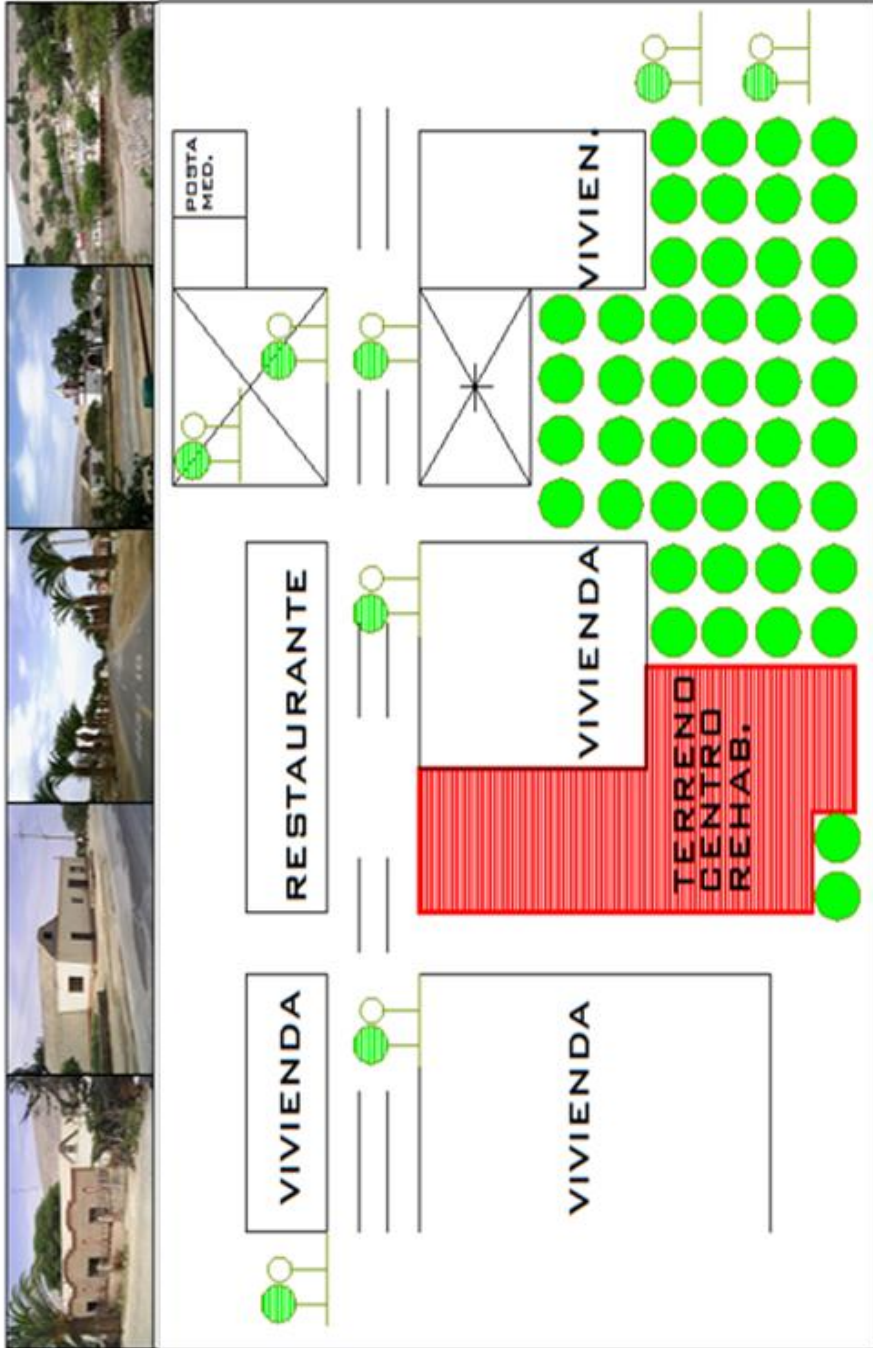 POSTA
MED.
VIVIEN.
RESTAURANTE
VIVIENDA
TERRENO
CENTRO
REHAB.
VIVIENDA
VIVIENDA